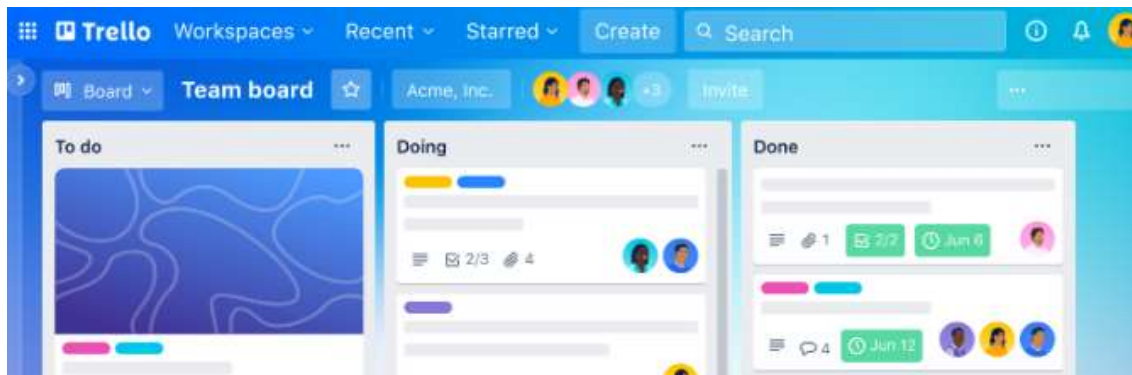 Trello Workspaces Recent Starred Create Search
Board Team board Acme, Inc. +3 Invite
To do Doing Done
1 2/2 Jun 6
2/3 4
4 Jun 12